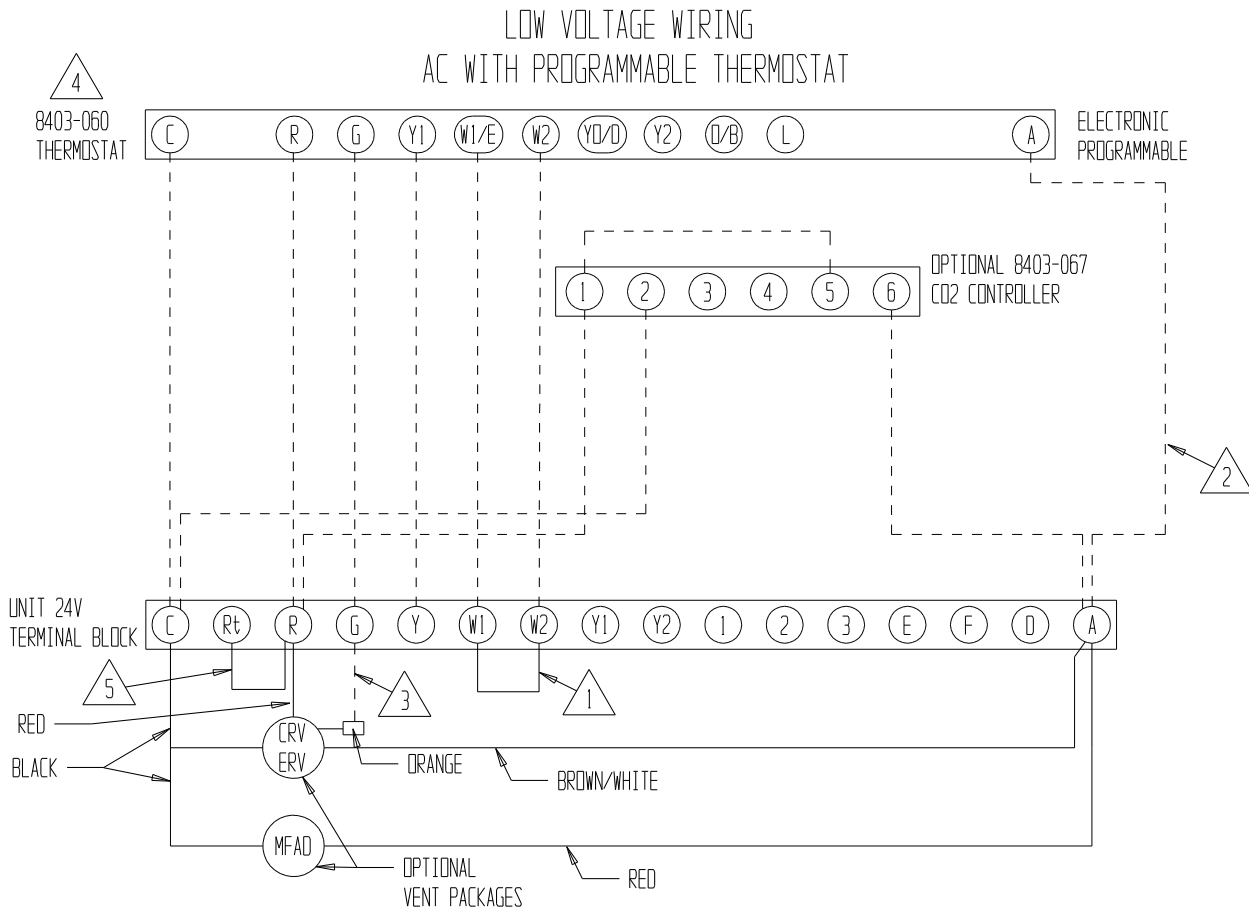 LOW VOLTAGE WIRING
AC WITH PROGRAMMABLE THERMOSTAT
4
8403-060
THERMOSTAT
C R G Y1 W1/E W2 YO/D Y2 O/B L A
ELECTRONIC
PROGRAMMABLE
OPTIONAL 8403-067
CO2 CONTROLLER
1 2 3 4 5 6
2
UNIT 24V
TERMINAL BLOCK
C Rt R G Y W1 W2 Y1 Y2 1 2 3 E F O A
5
3
1
RED
CRV
ERV
ORANGE
BLACK
BROWN/WHITE
MFAD
OPTIONAL
VENT PACKAGES
RED